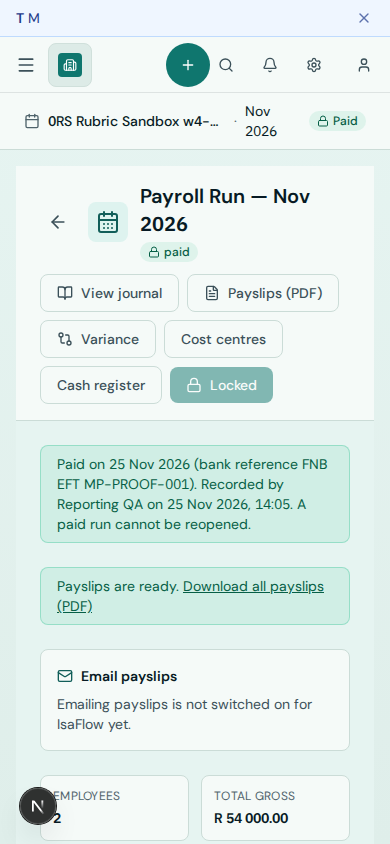 T M
0RS Rubric Sandbox w4-...
·
Nov
2026
Paid
Payroll Run — Nov
2026
paid
View journal
Payslips (PDF)
Variance
Cost centres
Cash register
Locked
Paid on 25 Nov 2026 (bank reference FNB
EFT MP-PROOF-001). Recorded by
Reporting QA on 25 Nov 2026, 14:05. A
paid run cannot be reopened.
Payslips are ready. Download all payslips
(PDF)
Email payslips
Emailing payslips is not switched on for
IsaFlow yet.
EMPLOYEES
2
TOTAL GROSS
R 54 000.00
N